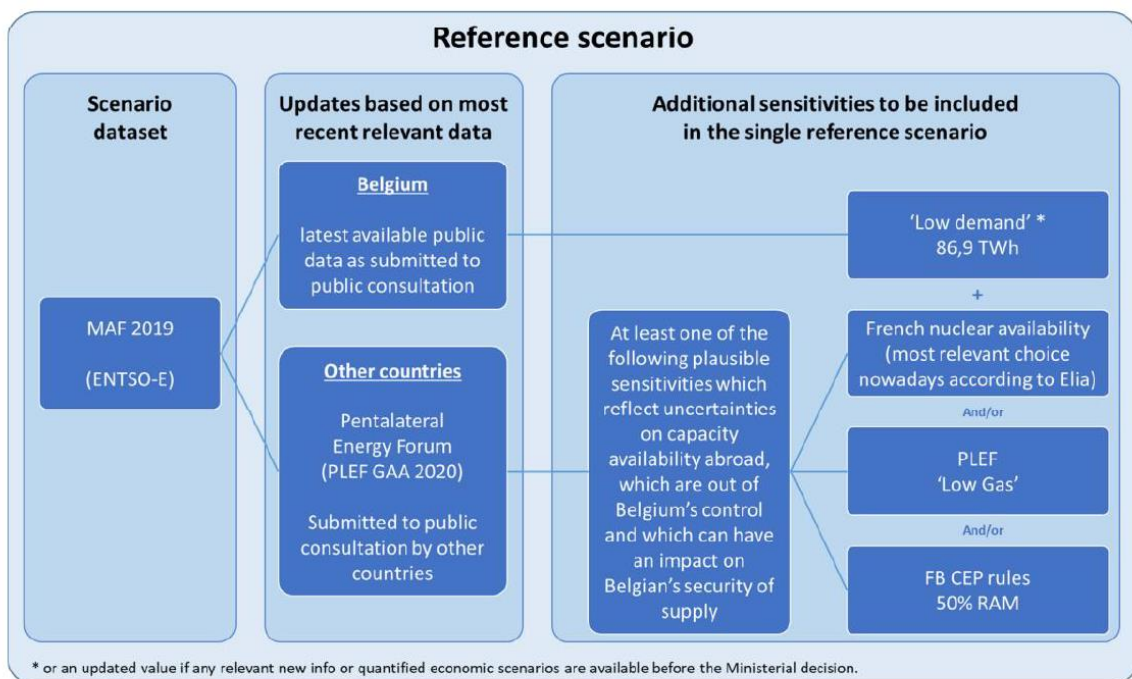 Reference scenario
Scenario
dataset
MAF 2019
(ENTSO-E)
Updates based on most
recent relevant data
Belgium
latest available public
data as submitted to
public consultation
Other countries
Pentalateral
Energy Forum
(PLEF GAA 2020)
Submitted to public
consultation by other
countries
Additional sensitivities to be included
in the single reference scenario
At least one of the
following plausible
sensitivities which
reflect uncertainties
on capacity
availability abroad,
which are out of
Belgium's control
and which can have
an impact on
Belgian's security of
supply
'Low demand' *
86,9 TWh
+
French nuclear availability
(most relevant choice
nowadays according to Elia)
And/or
PLEF
'Low Gas'
And/or
FB CEP rules
50% RAM
* or an updated value if any relevant new info or quantified economic scenarios are available before the Ministerial decision.